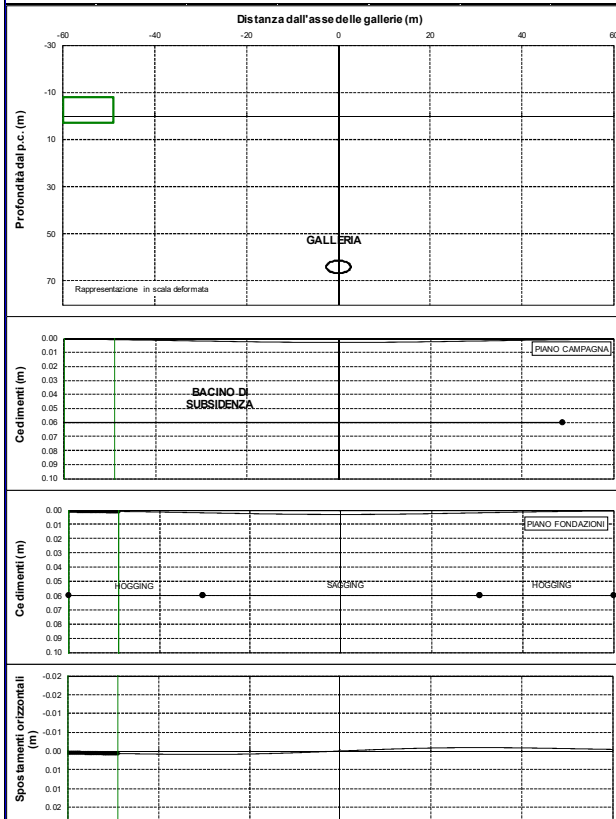 Distanza dall'asse delle gallerie (m)
-60 -40 -20 0 20 40 60
Profondità dal p.c. (m)
-30
-10
10
30
50
70
GALLERIA
Rappresentazione in scala deformata
Cedimenti (m)
0.00
0.01
0.02
0.03
0.04
0.05
0.06
0.07
0.08
0.09
0.10
PIANO CAMPAGNA
BACINO DI
SUBSIDENZA
Cedimenti (m)
0.00
0.01
0.02
0.03
0.04
0.05
0.06
0.07
0.08
0.09
0.10
PIANO FONDAZIONI
HOGGING SAGGING HOGGING
Spostamenti orizzontali
(m)
-0.02
-0.02
-0.01
-0.01
0.00
0.01
0.01
0.02